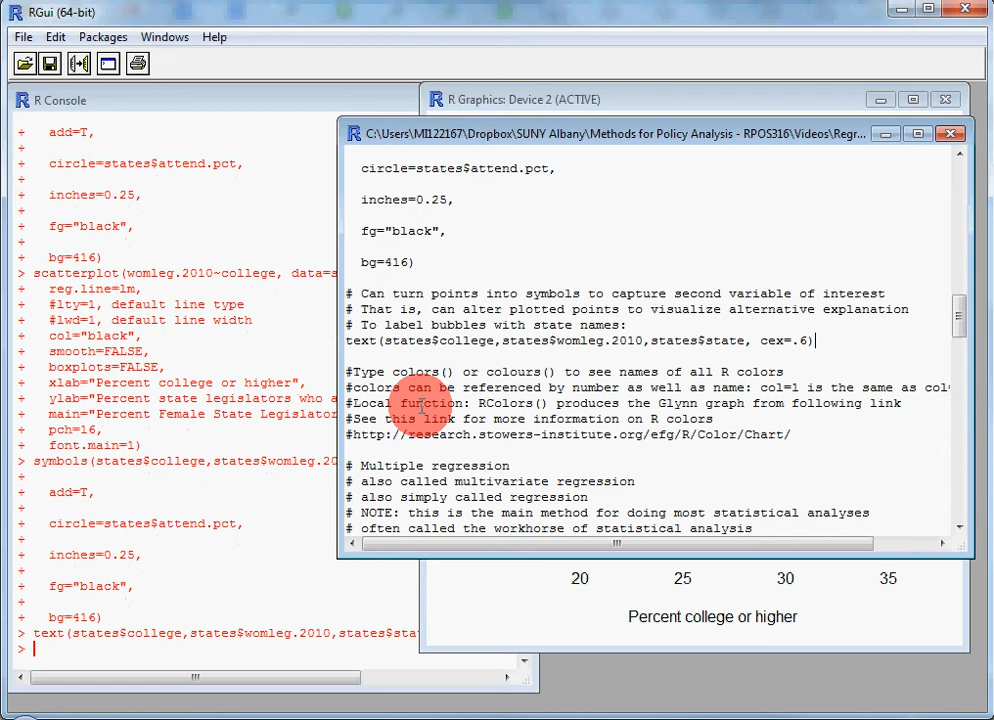 RGui (64-bit)
File Edit Packages Windows Help
R Console
+ add=T,
+
+ circle=states$attend.pct,
+
+ inches=0.25,
+
+ fg="black",
+
+ bg=416)
> scatterplot(womleg.2010~college, data=s
+ reg.line=lm,
+ #lty=1, default line type
+ #lwd=1, default line width
+ col="black",
+ smooth=FALSE,
+ boxplots=FALSE,
+ xlab="Percent college or higher",
+ ylab="Percent state legislators who a
+ main="Percent Female State Legislator
+ pch=16,
+ font.main=1)
> symbols(states$college,states$womleg.20
+
+ add=T,
+
+ circle=states$attend.pct,
+
+ inches=0.25,
+
+ fg="black",
+
+ bg=416)
> text(states$college,states$womleg.2010,states$sta
>
R Graphics: Device 2 (ACTIVE)
C:\Users\MI122167\Dropbox\SUNY Albany\Methods for Policy Analysis - RPOS316\Videos\Regr...
circle=states$attend.pct,
inches=0.25,
fg="black",
bg=416)
# Can turn points into symbols to capture second variable of interest
# That is, can alter plotted points to visualize alternative explanation
# To label bubbles with state names:
text(states$college,states$womleg.2010,states$state, cex=.6)
#Type colors() or colours() to see names of all R colors
#colors can be referenced by number as well as name: col=1 is the same as col
#Local function: RColors() produces the Glynn graph from following link
#See this link for more information on R colors
#http://research.stowers-institute.org/efg/R/Color/Chart/
# Multiple regression
# also called multivariate regression
# also simply called regression
# NOTE: this is the main method for doing most statistical analyses
# often called the workhorse of statistical analysis
20 25 30 35
Percent college or higher